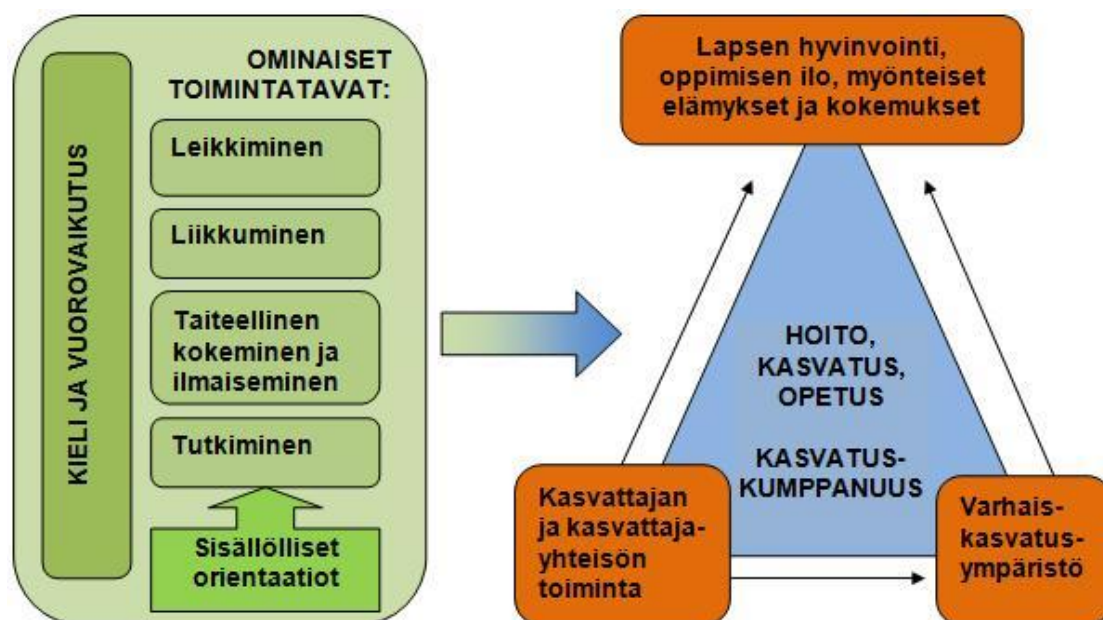 KIELI JA VUOROVAIKUTUS
OMINAISET
TOIMINTATAVAT:
Leikkiminen
Liikkuminen
Taiteellinen
kokeminen ja
ilmaiseminen
Tutkiminen
Sisällölliset
orientaatiot
Lapsen hyvinvointi,
oppimisen ilo, myönteiset
elämykset ja kokemukset
HOITO,
KASVATUS,
OPETUS
KASVATUS-
KUMPPANUUS
Kasvattajan
ja kasvattaja-
yhteisön
toiminta
Varhais-
kasvatus-
ympäristö